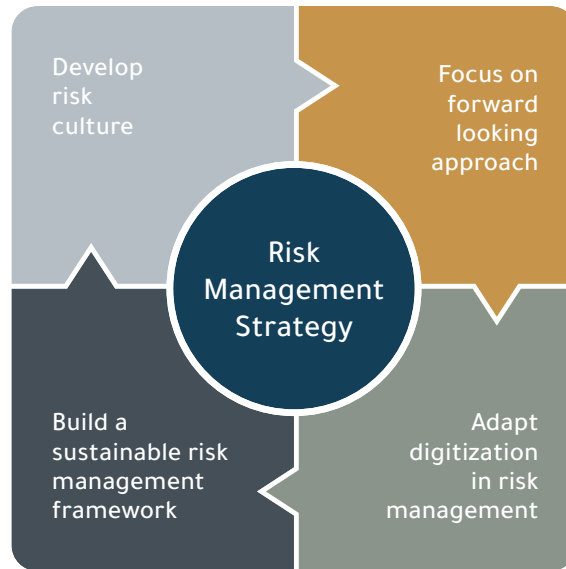 Develop
risk
culture
Focus on
forward
looking
approach
Risk
Management
Strategy
Build a
sustainable risk
management
framework
Adapt
digitization
in risk
management